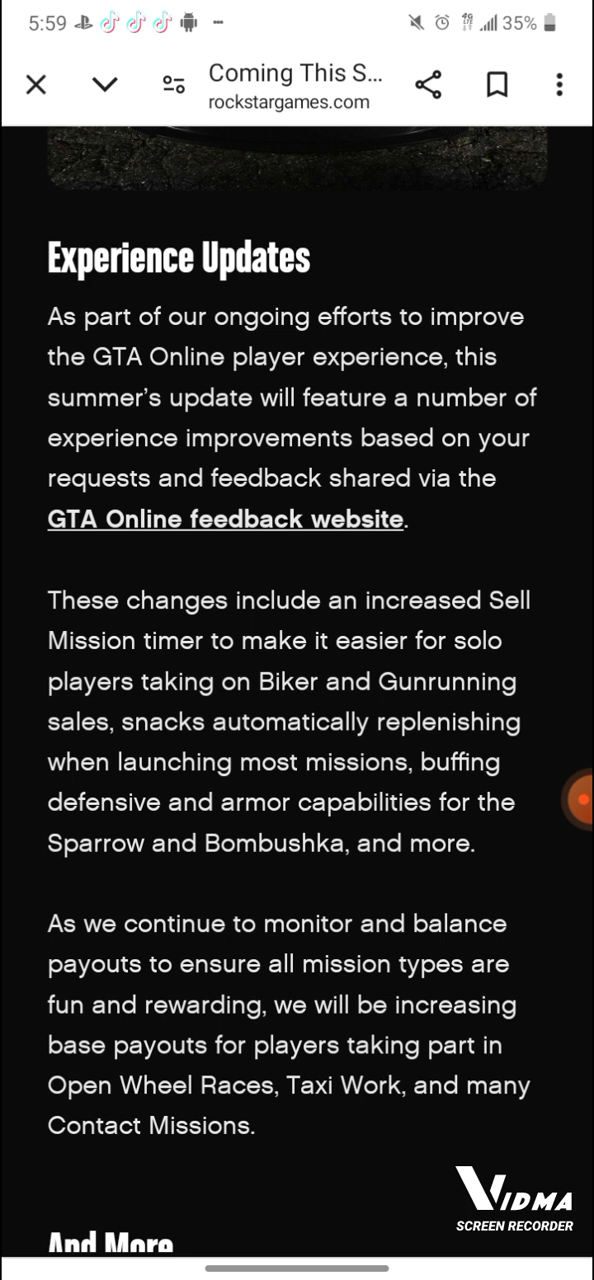 5:59
4G
LTE
35%
Coming This S...
rockstargames.com
Experience Updates
As part of our ongoing efforts to improve
the GTA Online player experience, this
summer’s update will feature a number of
experience improvements based on your
requests and feedback shared via the
GTA Online feedback website.
These changes include an increased Sell
Mission timer to make it easier for solo
players taking on Biker and Gunrunning
sales, snacks automatically replenishing
when launching most missions, buffing
defensive and armor capabilities for the
Sparrow and Bombushka, and more.
As we continue to monitor and balance
payouts to ensure all mission types are
fun and rewarding, we will be increasing
base payouts for players taking part in
Open Wheel Races, Taxi Work, and many
Contact Missions.
VIDMA
SCREEN RECORDER
And More